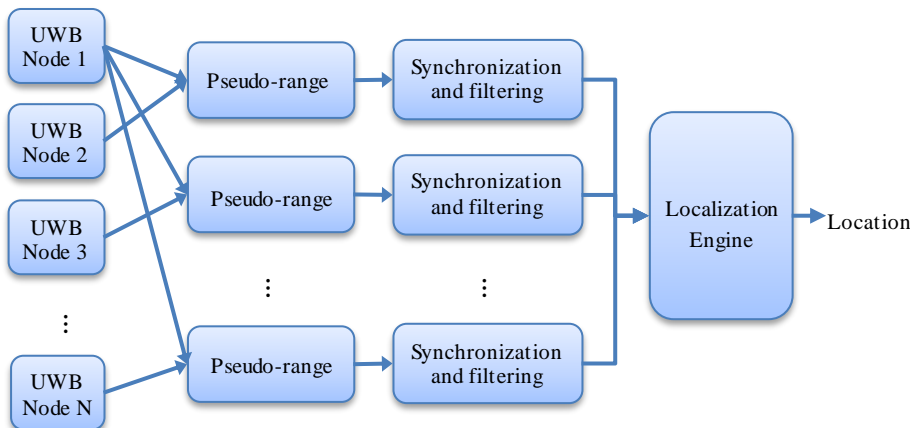 UWB
Node 1
UWB
Node 2
UWB
Node 3
⋮
UWB
Node N
Pseudo-range
Pseudo-range
⋮
Pseudo-range
Synchronization
and filtering
Synchronization
and filtering
⋮
Synchronization
and filtering
Localization
Engine
Location